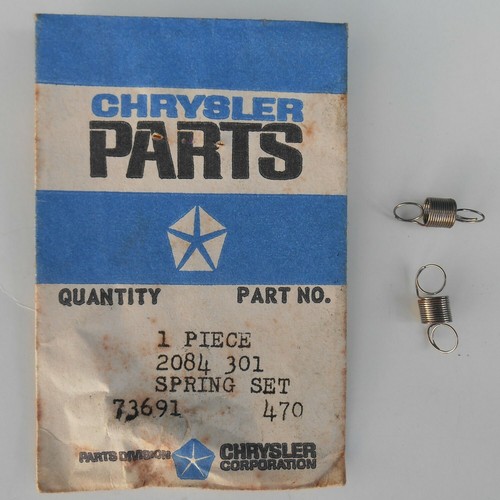 CHRYSLER
PARTS
QUANTITY PART NO.
1 PIECE
2084 301
SPRING SET
73691 470
PARTS DIVISION CHRYSLER
CORPORATION